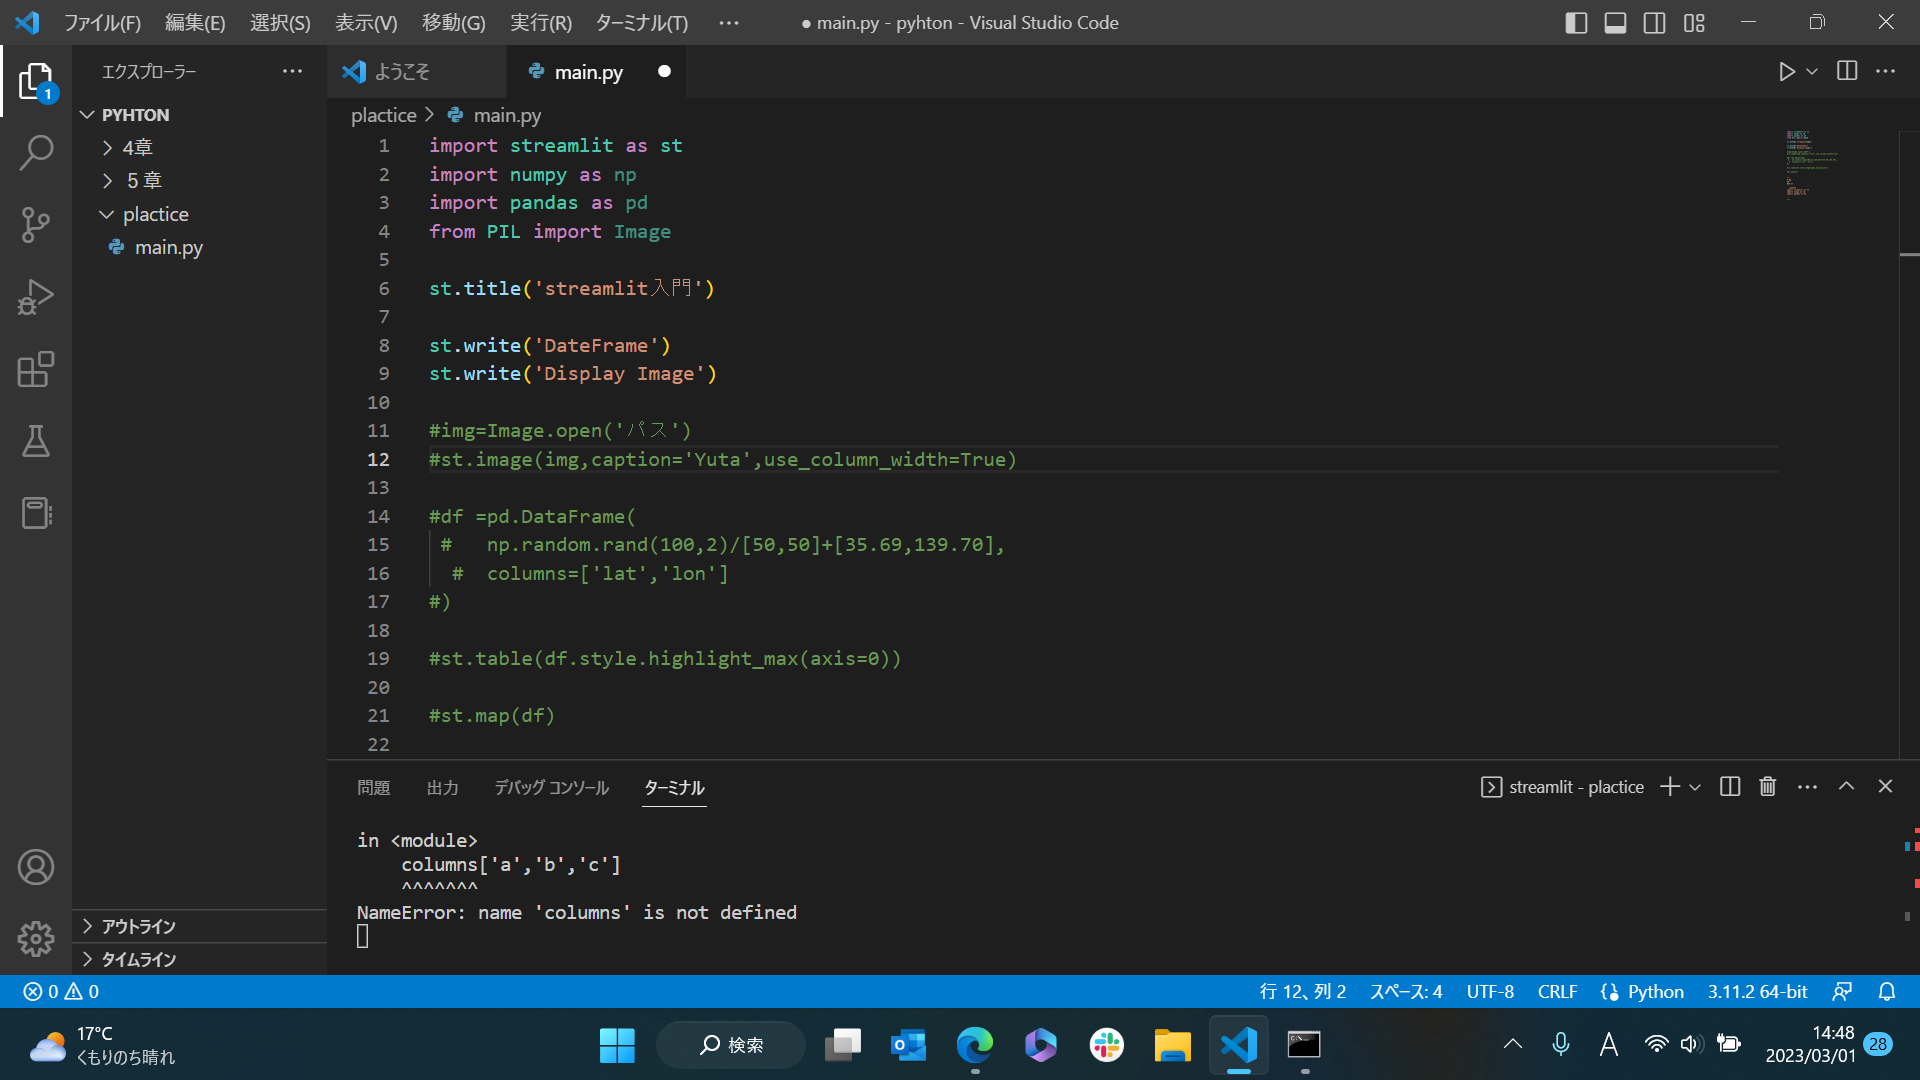 ファイル(F) 編集(E) 選択(S) 表示(V) 移動(G) 実行(R) ターミナル(T) ··· ● main.py - pyhton - Visual Studio Code
エクスプローラー ···
1
PYHTON
4章
５章
plactice
main.py
アウトライン
タイムライン
ようこそ
main.py ●
plactice > main.py
1 import streamlit as st
2 import numpy as np
3 import pandas as pd
4 from PIL import Image
5
6 st.title('streamlit入門')
7
8 st.write('DateFrame')
9 st.write('Display Image')
10
11 #img=Image.open('パス')
12 #st.image(img,caption='Yuta',use_column_width=True)
13
14 #df =pd.DataFrame(
15  #   np.random.rand(100,2)/[50,50]+[35.69,139.70],
16   #  columns=['lat','lon']
17 #)
18
19 #st.table(df.style.highlight_max(axis=0))
20
21 #st.map(df)
22
問題 出力 デバッグ コンソール ターミナル
streamlit - plactice
in <module>
    columns['a','b','c']
    ^^^^^^^
NameError: name 'columns' is not defined
0 0
行 12、列 2 スペース: 4 UTF-8 CRLF Python 3.11.2 64-bit
17°C
くもりのち晴れ
検索
A
14:48
2023/03/01
28